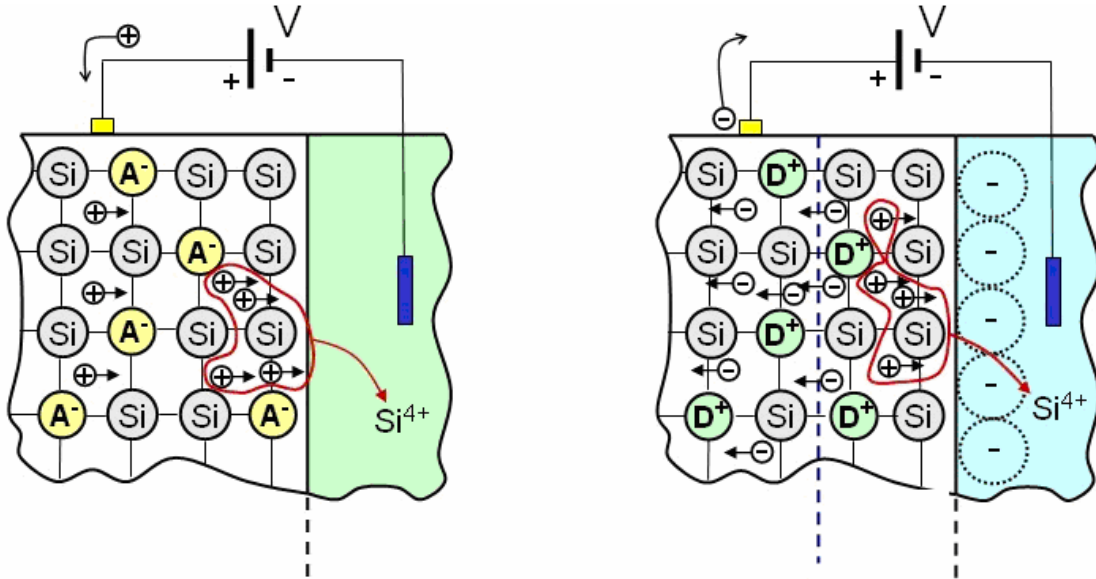 V
+ -
Si A⁻ Si Si
Si Si A⁻ Si
Si A⁻ Si Si
A⁻ Si Si A⁻
Si⁴⁺
V
+ -
Si D⁺ Si Si
Si Si D⁺ Si
Si D⁺ Si Si
D⁺ Si D⁺ Si
Si⁴⁺